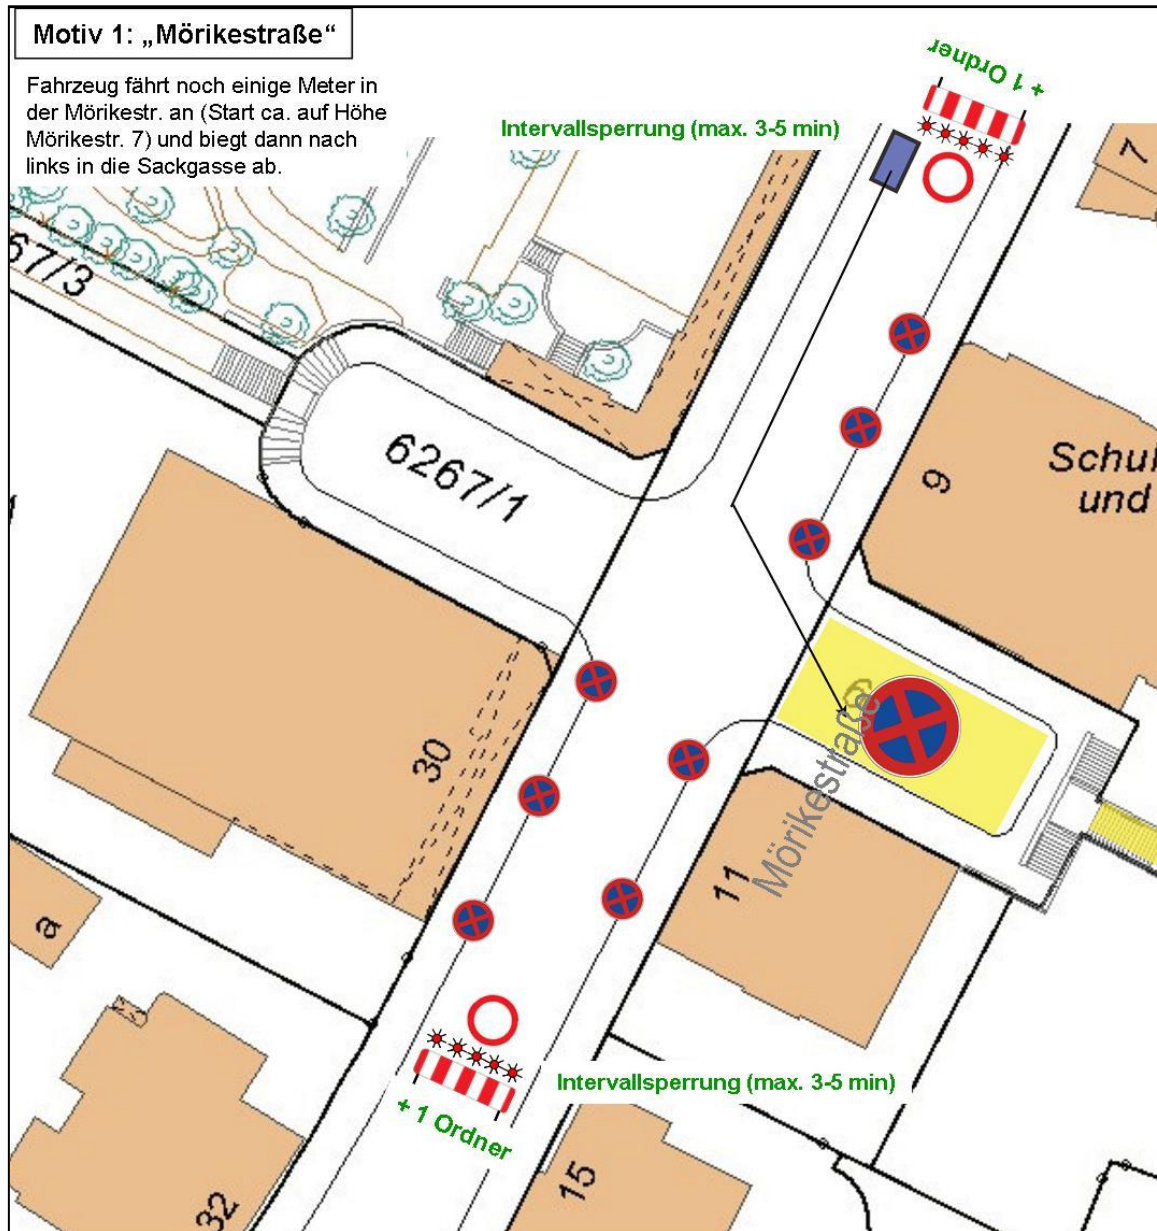 Motiv 1: „Mörikestraße“
Fahrzeug fährt noch einige Meter in
der Mörikestr. an (Start ca. auf Höhe
Mörikestr. 7) und biegt dann nach
links in die Sackgasse ab.
+ 1 Ordner
Intervallsperrung (max. 3-5 min)
7
67/3
6267/1
9
und
30
Mörikestraße
11
a
Intervallsperrung (max. 3-5 min)
+ 1 Ordner
15
32